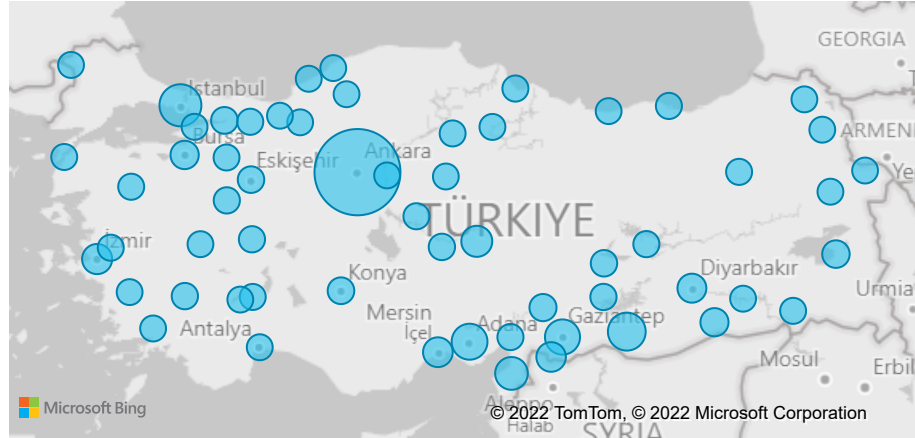 GEORGIA
T
Istanbul
ARMENI
Bursa
Ankara
Eskişehir
Ye
TÜRKIYE
İzmir
Diyarbakır
Konya
Urmia
Mersin
İçel
Adana
Gaziantep
Antalya
Mosul
Erbil
Aleppo
Halab
SYRIA
Microsoft Bing
© 2022 TomTom, © 2022 Microsoft Corporation